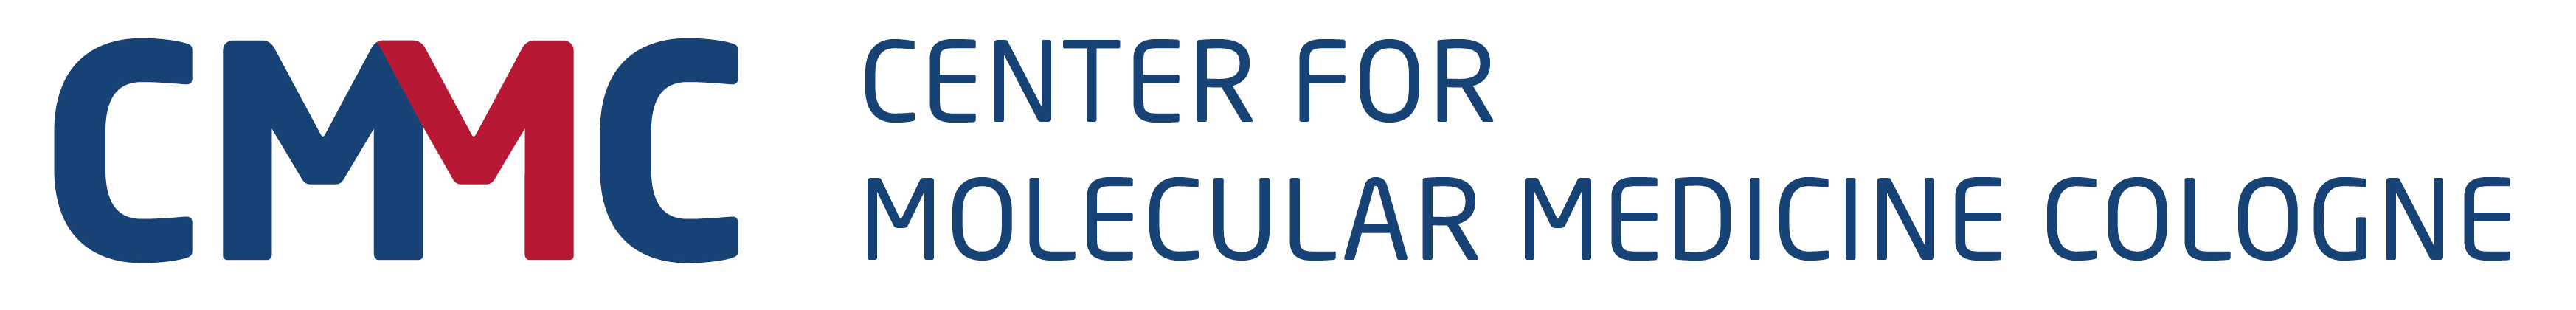 CMMC
CENTER FOR
MOLECULAR MEDICINE COLOGNE